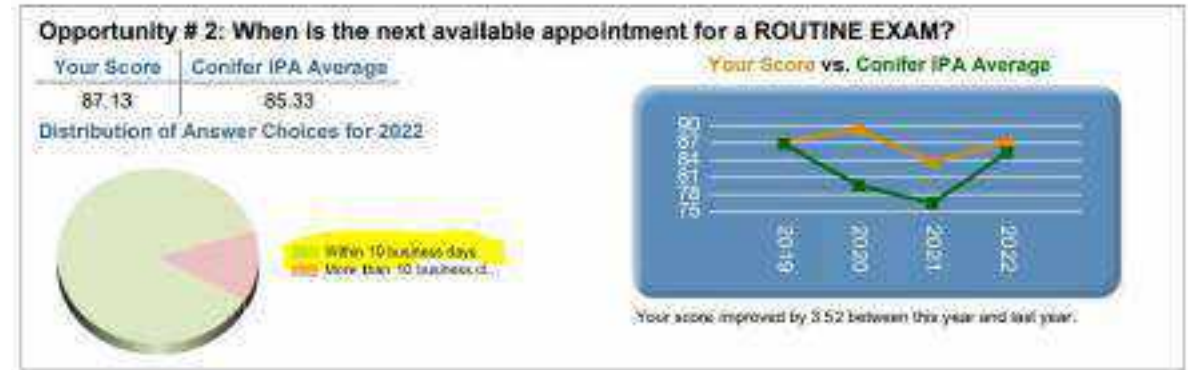 Opportunity # 2: When is the next available appointment for a ROUTINE EXAM?
Your Score Conifer IPA Average
87.13 85.33
Distribution of Answer Choices for 2022
Within 10 business days
More than 10 business d...
Your Score vs. Conifer IPA Average
90
87
84
81
78
75
2019 2020 2021 2022
Your score improved by 3.52 between this year and last year.